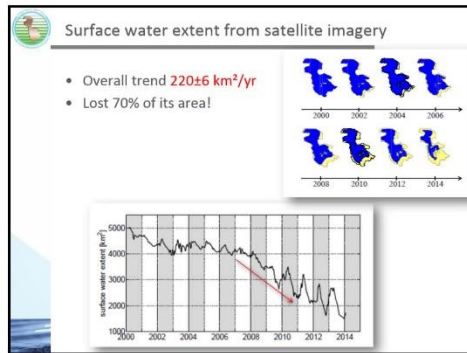 Surface water extent from satellite imagery
• Overall trend 220±6 km²/yr
• Lost 70% of its area!
2000 2002 2004 2006
2008 2010 2012 2014
surface water extent [km²]
5000
4000
3000
2000
1000
2000 2002 2004 2006 2008 2010 2012 2014